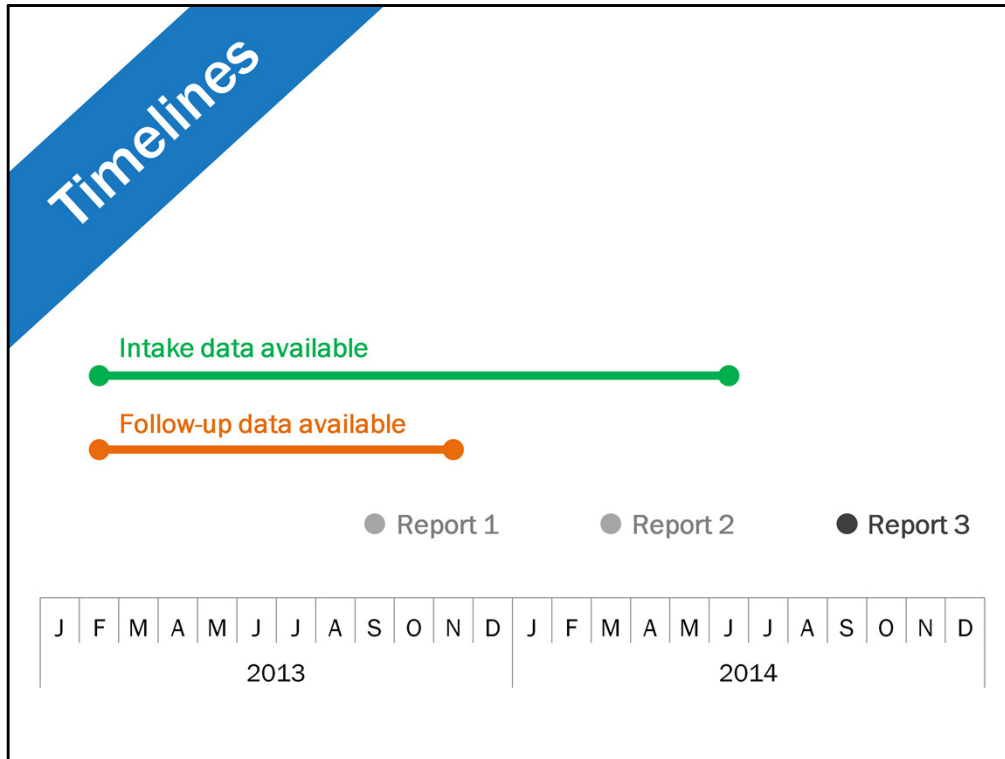 Timelines
Intake data available
Follow-up data available
Report 1 Report 2 Report 3
J F M A M J J A S O N D J F M A M J J A S O N D
2013 2014